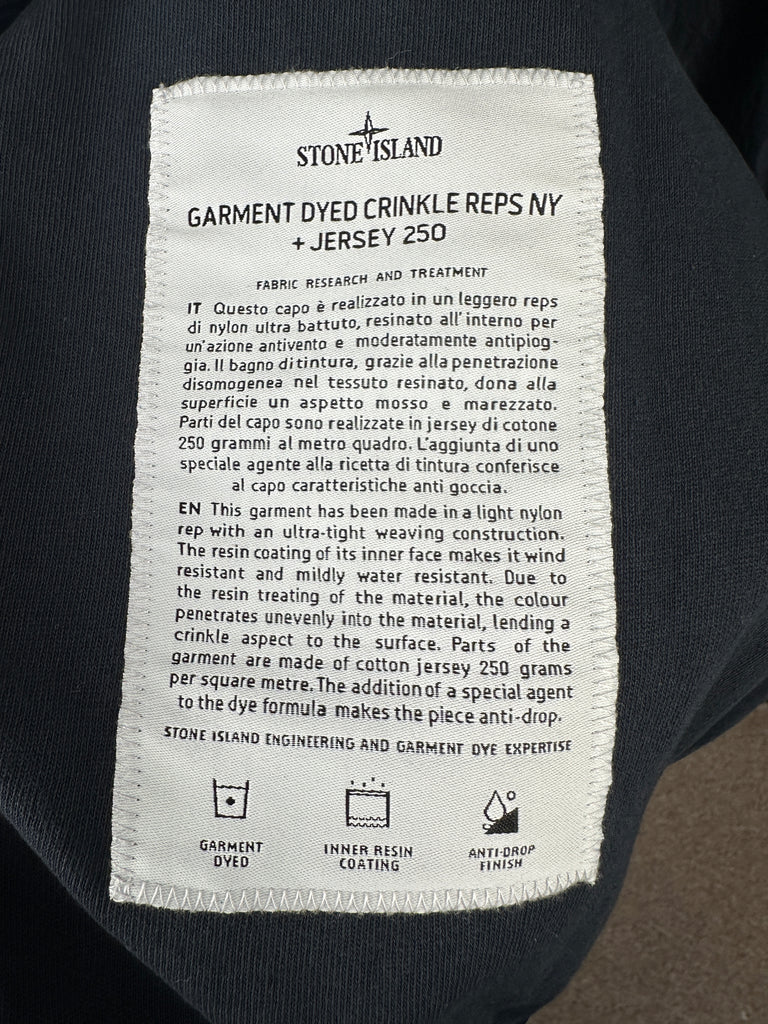 STONE ISLAND
GARMENT DYED CRINKLE REPS NY
+ JERSEY 250
FABRIC RESEARCH AND TREATMENT
IT Questo capo è realizzato in un leggero reps
di nylon ultra battuto, resinato all'interno per
un'azione antivento e moderatamente antipiog-
gia. Il bagno di tintura, grazie alla penetrazione
disomogenea nel tessuto resinato, dona alla
superficie un aspetto mosso e marezzato.
Parti del capo sono realizzate in jersey di cotone
250 grammi al metro quadro. L'aggiunta di uno
speciale agente alla ricetta di tintura conferisce
al capo caratteristiche anti goccia.
EN This garment has been made in a light nylon
rep with an ultra-tight weaving construction.
The resin coating of its inner face makes it wind
resistant and mildly water resistant. Due to
the resin treating of the material, the colour
penetrates unevenly into the material, lending a
crinkle aspect to the surface. Parts of the
garment are made of cotton jersey 250 grams
per square metre. The addition of a special agent
to the dye formula makes the piece anti-drop.
STONE ISLAND ENGINEERING AND GARMENT DYE EXPERTISE
GARMENT
DYED
INNER RESIN
COATING
ANTI-DROP
FINISH